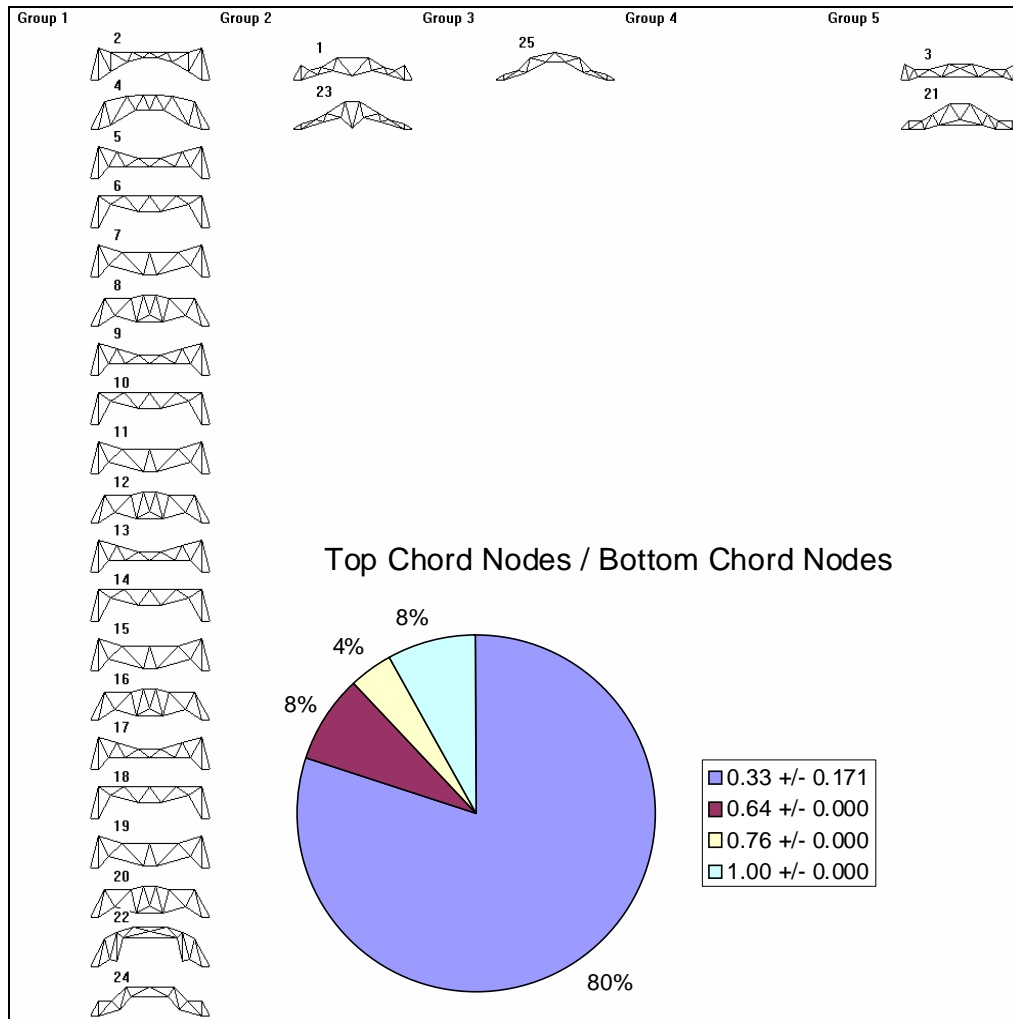 Group 1 Group 2 Group 3 Group 4 Group 5
2 1 25 3
4 23 21
5
6
7
8
9
10
11
12
13
14
15
16
17
18
19
20
22
24
Top Chord Nodes / Bottom Chord Nodes
8%
4%
8%
80%
0.33 +/- 0.171
0.64 +/- 0.000
0.76 +/- 0.000
1.00 +/- 0.000